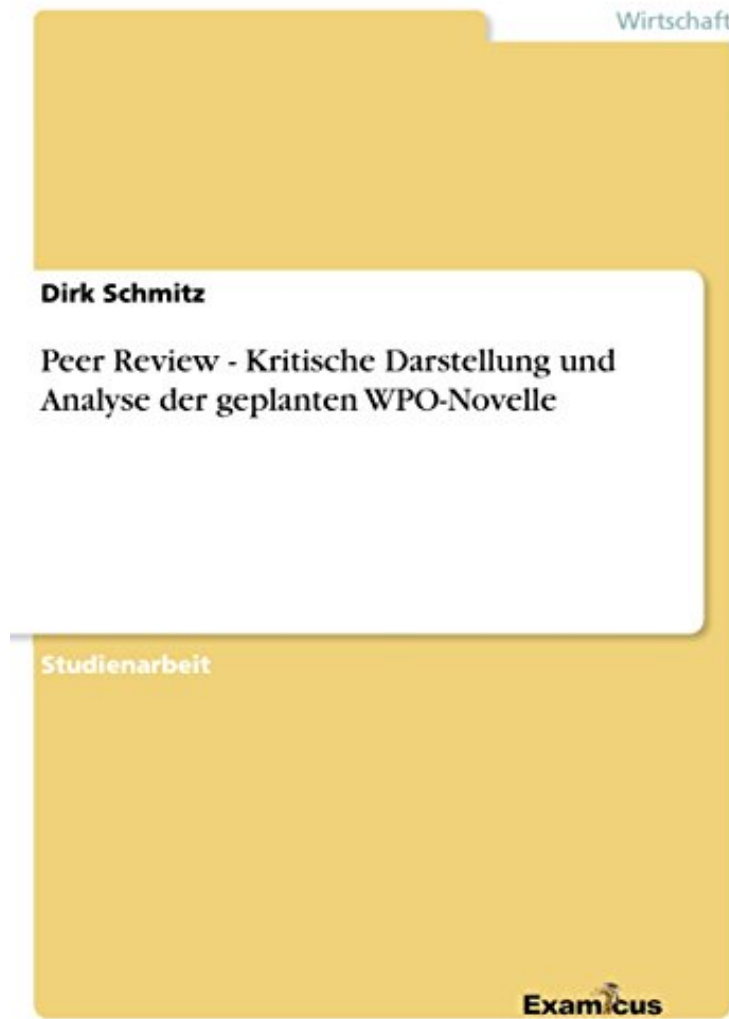 Wirtschaft
Dirk Schmitz
Peer Review - Kritische Darstellung und
Analyse der geplanten WPO-Novelle
Studienarbeit
Examicus